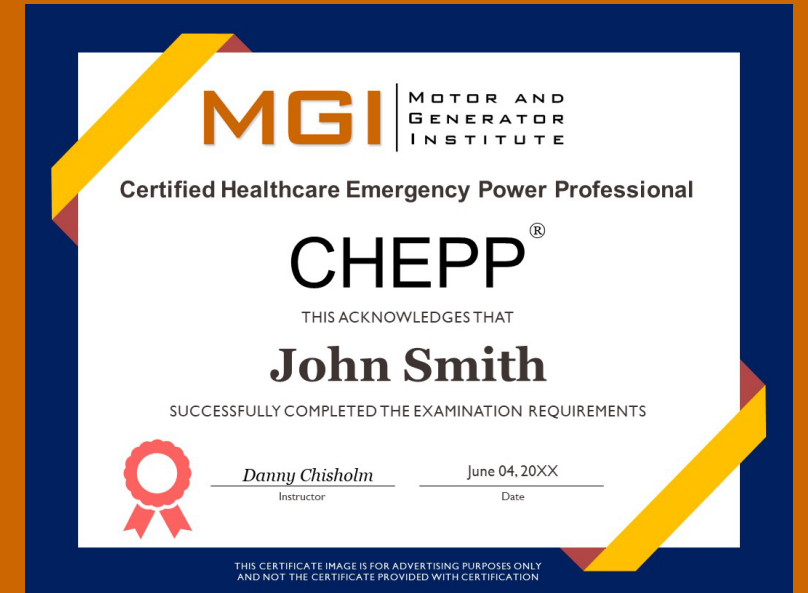 MGI
MOTOR AND
GENERATOR
INSTITUTE
Certified Healthcare Emergency Power Professional
CHEPP®
THIS ACKNOWLEDGES THAT
John Smith
SUCCESSFULLY COMPLETED THE EXAMINATION REQUIREMENTS
Danny Chisholm June 04, 20XX
Instructor Date
THIS CERTIFICATE IMAGE IS FOR ADVERTISING PURPOSES ONLY
AND NOT THE CERTIFICATE PROVIDED WITH CERTIFICATION